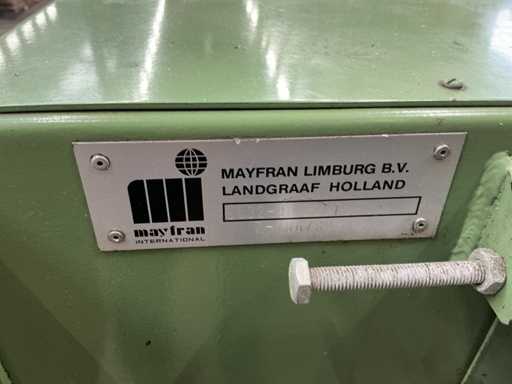 MAYFRAN LIMBURG B.V.
LANDGRAAF HOLLAND
mayfran
INTERNATIONAL